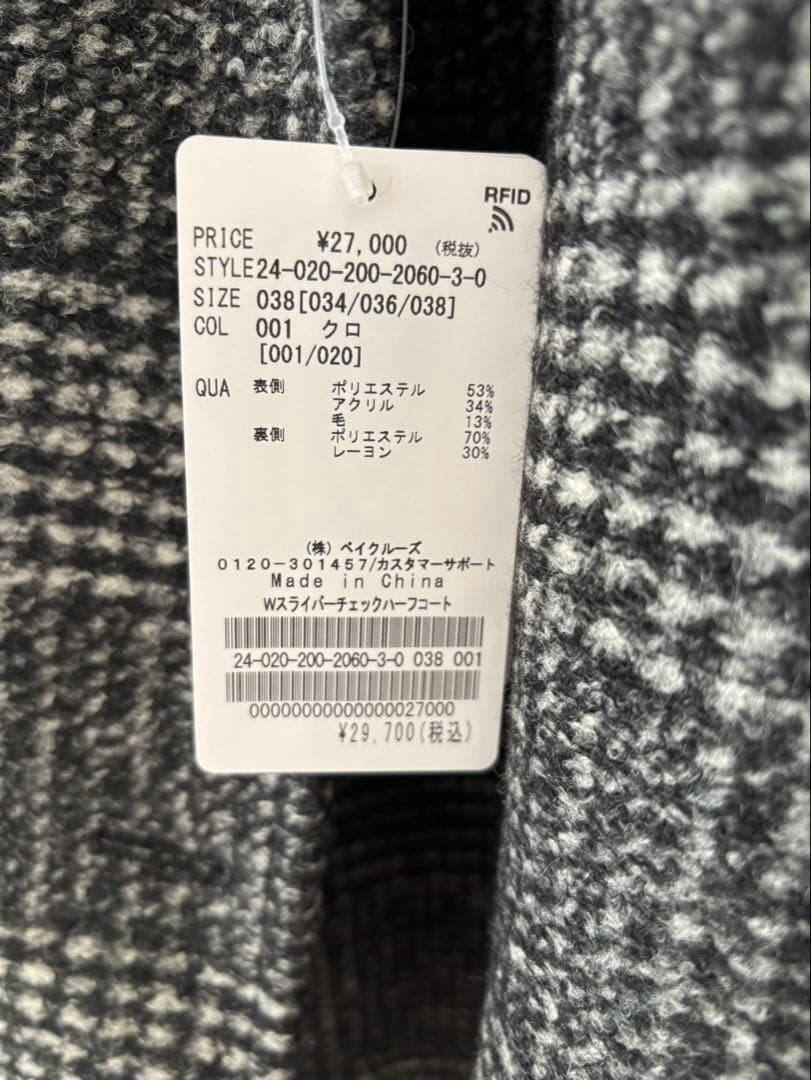 RFID
PRICE ¥27,000 (税抜)
STYLE 24-020-200-2060-3-0
SIZE 038[034/036/038]
COL 001 クロ
[001/020]
QUA 表側 ポリエステル 53%
アクリル 34%
毛 13%
裏側 ポリエステル 70%
レーヨン 30%
(株) ベイクルーズ
0120-301457/カスタマーサポート
Made in China
Wスライバーチェックハーフコート
24-020-200-2060-3-0 038 001
00000000000000027000
¥29,700(税込)